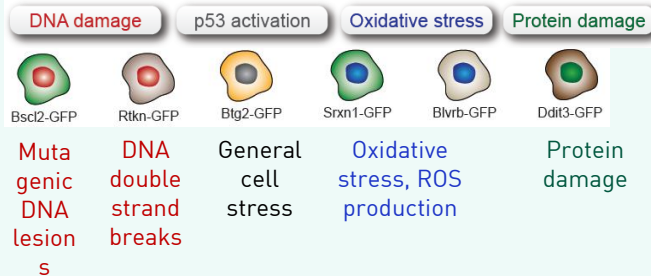 DNA damage
p53 activation
Oxidative stress
Protein damage
Bscl2-GFP
Rtkn-GFP
Btg2-GFP
Srxn1-GFP
Blvrb-GFP
Ddit3-GFP
Muta
genic
DNA
lesion
s
DNA
double
strand
breaks
General
cell
stress
Oxidative
stress, ROS
production
Protein
damage